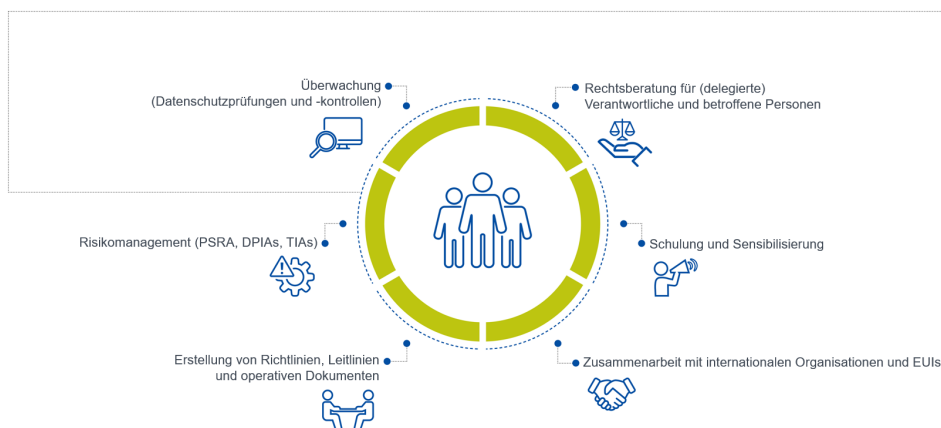 Überwachung
(Datenschutzprüfungen und -kontrollen)
Rechtsberatung für (delegierte)
Verantwortliche und betroffene Personen
Risikomanagement (PSRA, DPIAs, TIAs)
Schulung und Sensibilisierung
Erstellung von Richtlinien, Leitlinien
und operativen Dokumenten
Zusammenarbeit mit internationalen Organisationen und EUIs